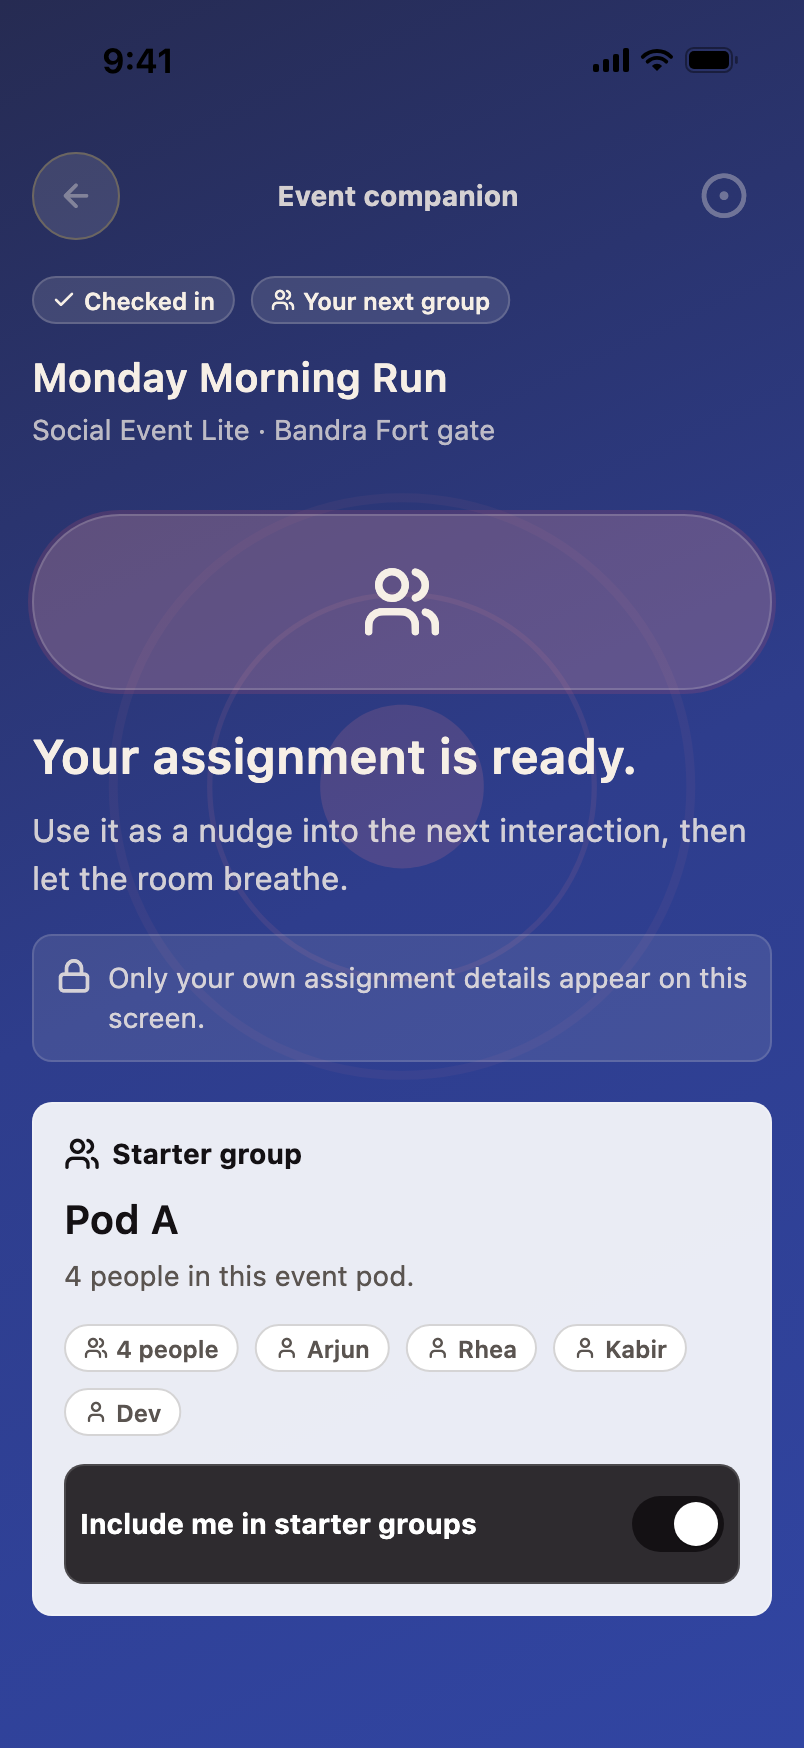 9:41
Event companion
Checked in
Your next group
Monday Morning Run
Social Event Lite · Bandra Fort gate
Your assignment is ready.
Use it as a nudge into the next interaction, then
let the room breathe.
Only your own assignment details appear on this
screen.
Starter group
Pod A
4 people in this event pod.
4 people
Arjun
Rhea
Kabir
Dev
Include me in starter groups